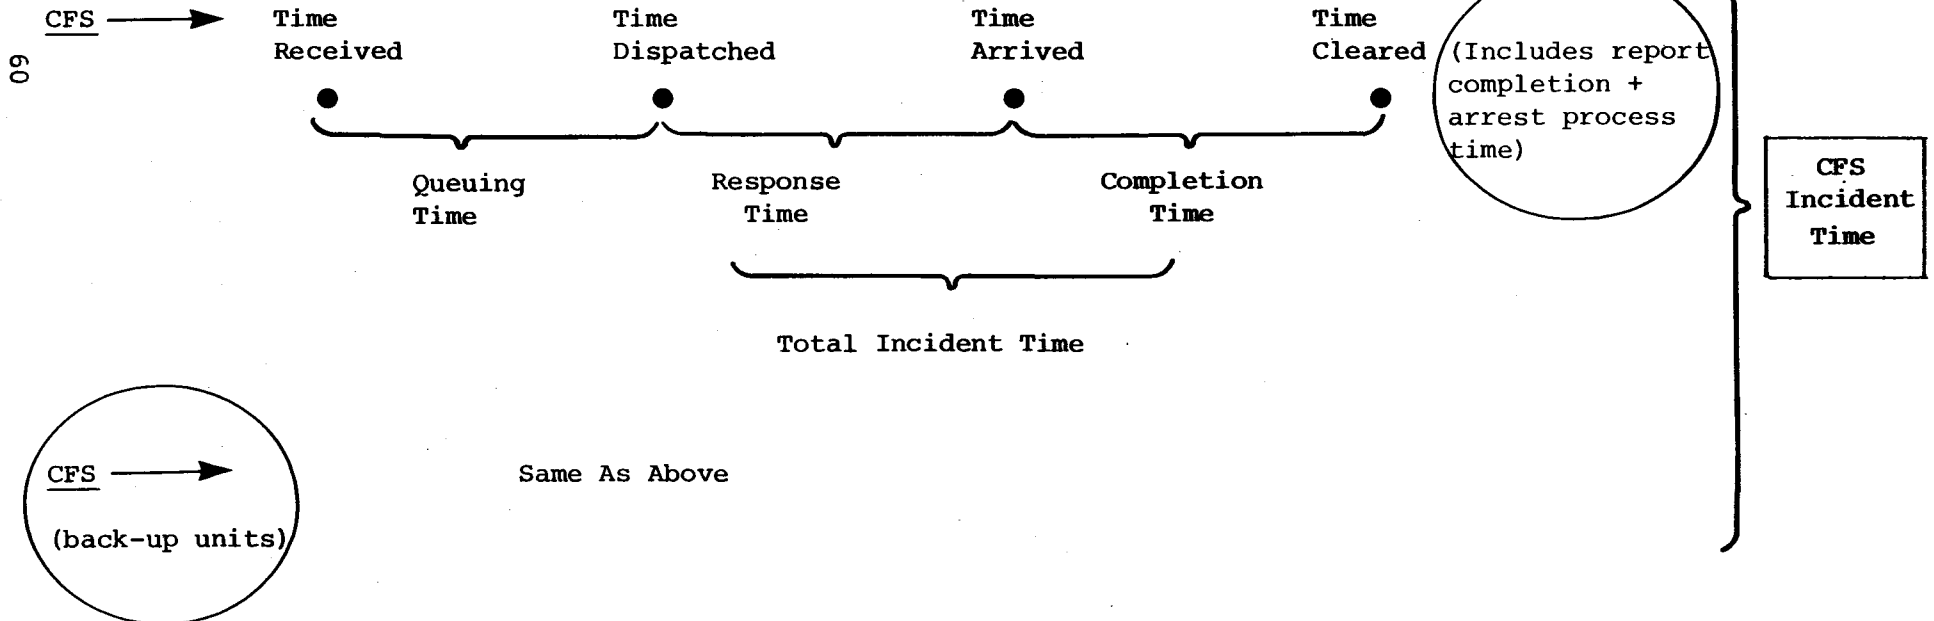 CFS
Time Received
Time Dispatched
Time Arrived
Time Cleared
(Includes report
completion +
arrest process
time)
60
Queuing
Time
Response
Time
Completion
Time
CFS
Incident
Time
Total Incident Time
CFS
Same As Above
(back-up units)